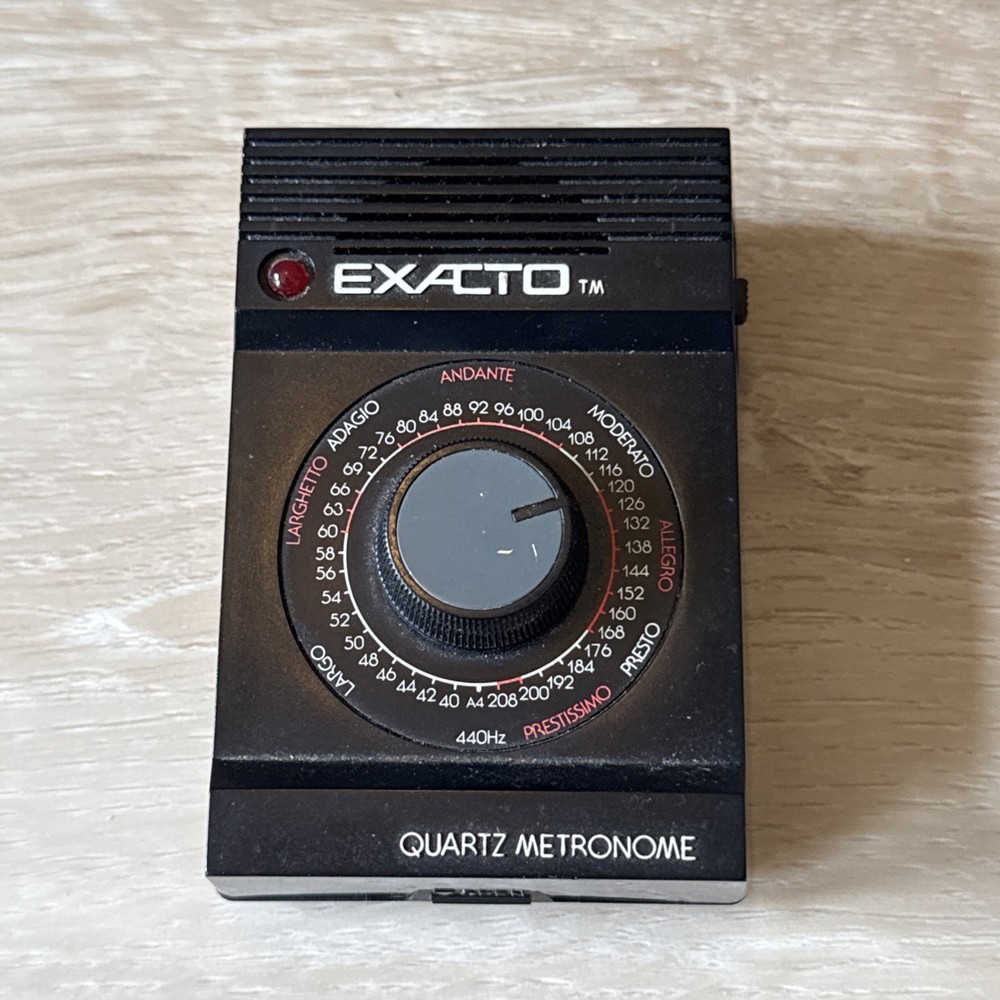 EXACTO TM
ANDANTE
ADAGIO
MODERATO
LARGHETTO
ALLEGRO
LARGO
PRESTO
PRESTISSIMO
40 42 44 46 48 50 52 54 56 58 60 63 66 69 72 76 80 84 88 92 96 100 104 108 112 116 120 126 132 138 144 152 160 168 176 184 192 200 208 A4
440Hz
QUARTZ METRONOME